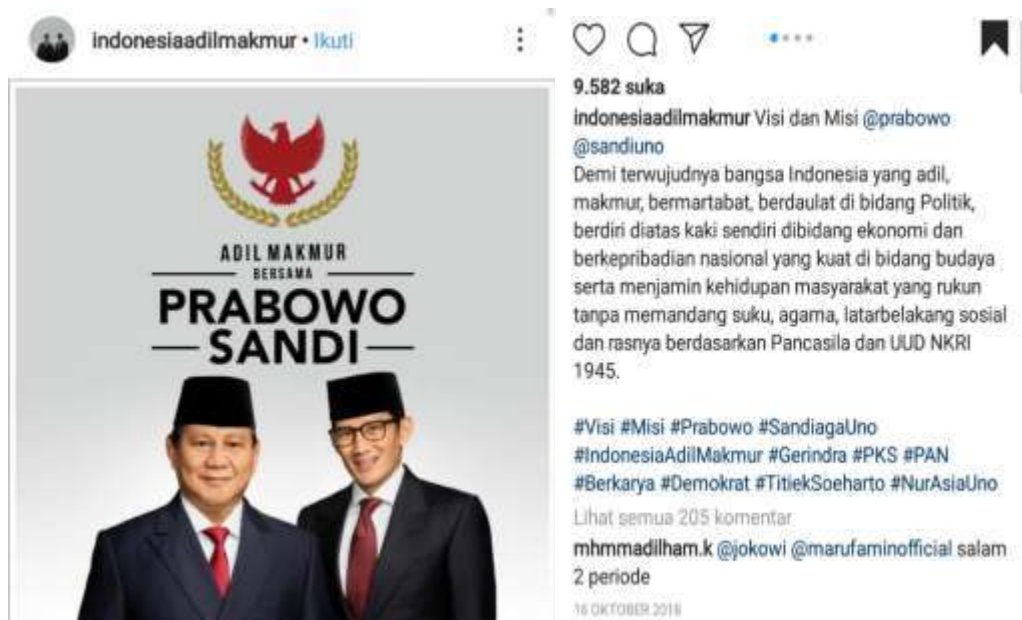 indonesiaadilmakmur • Ikuti
ADIL MAKMUR
BERSAMA
PRABOWO
SANDI
9.582 suka
indonesiaadilmakmur Visi dan Misi @prabowo
@sandiuno
Demi terwujudnya bangsa Indonesia yang adil,
makmur, bermartabat, berdaulat di bidang Politik,
berdiri diatas kaki sendiri dibidang ekonomi dan
berkepribadian nasional yang kuat di bidang budaya
serta menjamin kehidupan masyarakat yang rukun
tanpa memandang suku, agama, latarbelakang sosial
dan rasnya berdasarkan Pancasila dan UUD NKRI
1945.
#Visi #Misi #Prabowo #SandiagaUno
#IndonesiaAdilMakmur #Gerindra #PKS #PAN
#Berkarya #Demokrat #TitiekSoeharto #NurAsiaUno
Lihat semua 205 komentar
mhmmadilham.k @jokowi @marufaminofficial salam
2 periode
16 OKTOBER 2018